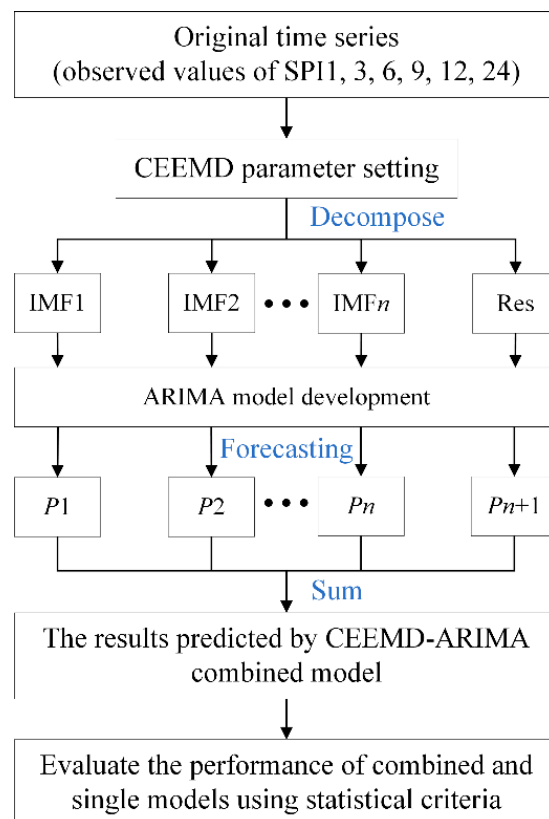 Original time series
(observed values of SPI1, 3, 6, 9, 12, 24)
CEEMD parameter setting
Decompose
IMF1 IMF2 ••• IMFn Res
ARIMA model development
Forecasting
P1 P2 ••• Pn Pn+1
Sum
The results predicted by CEEMD-ARIMA
combined model
Evaluate the performance of combined and
single models using statistical criteria